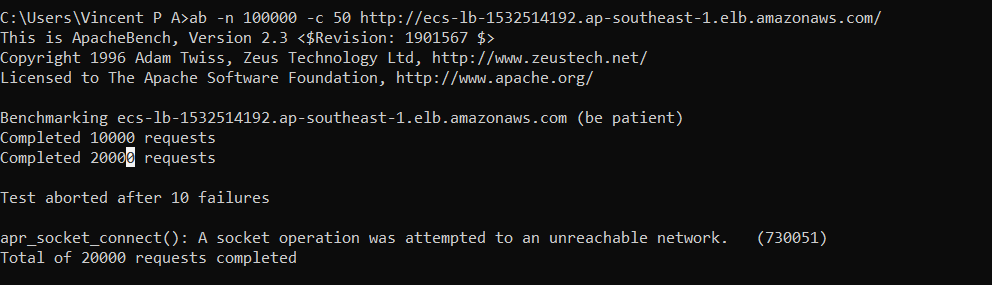 C:\Users\Vincent P A>ab -n 100000 -c 50 http://ecs-lb-1532514192.ap-southeast-1.elb.amazonaws.com/
This is ApacheBench, Version 2.3 <$Revision: 1901567 $>
Copyright 1996 Adam Twiss, Zeus Technology Ltd, http://www.zeustech.net/
Licensed to The Apache Software Foundation, http://www.apache.org/
Benchmarking ecs-lb-1532514192.ap-southeast-1.elb.amazonaws.com (be patient)
Completed 10000 requests
Completed 20000 requests
Test aborted after 10 failures
apr_socket_connect(): A socket operation was attempted to an unreachable network.   (730051)
Total of 20000 requests completed